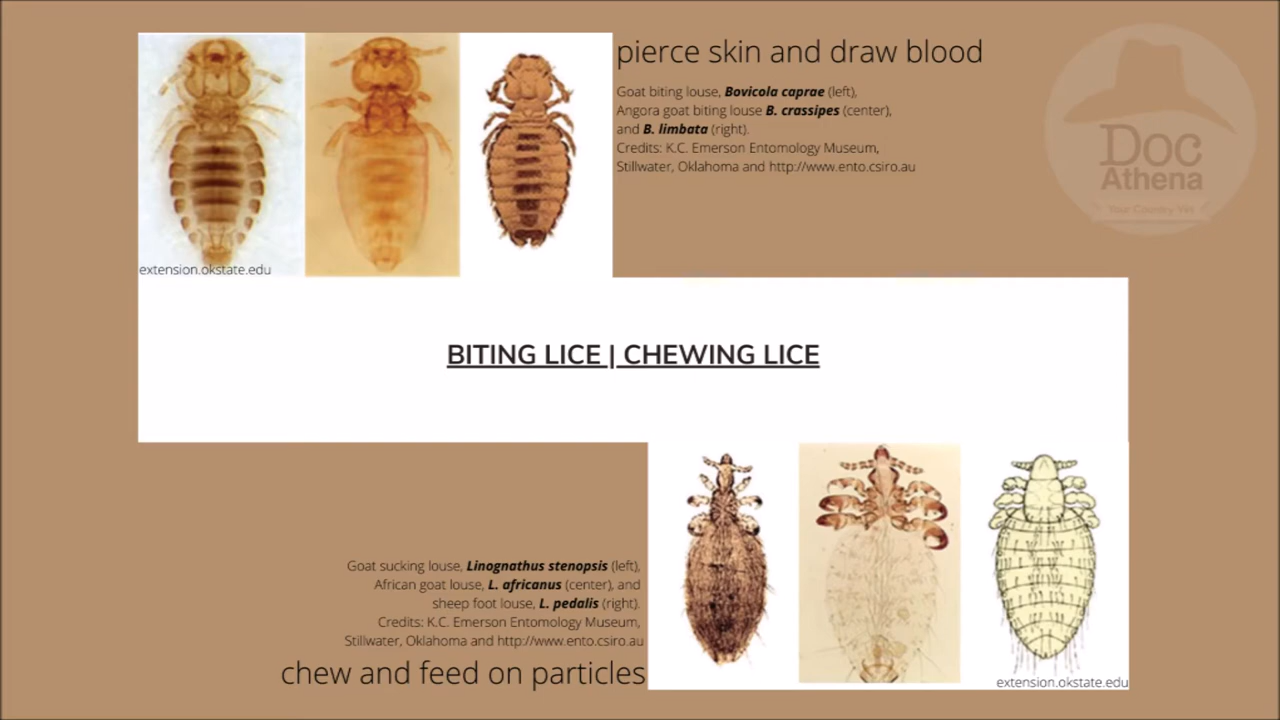 pierce skin and draw blood
Goat biting louse, Bovicola caprae (left),
Angora goat biting louse B. crassipes (center),
and B. limbata (right).
Credits: K.C. Emerson Entomology Museum,
Stillwater, Oklahoma and http://www.ento.csiro.au
Doc
Athena
Your Country Vet
extension.okstate.edu
BITING LICE | CHEWING LICE
Goat sucking louse, Linognathus stenopsis (left),
African goat louse, L. africanus (center), and
sheep foot louse, L. pedalis (right).
Credits: K.C. Emerson Entomology Museum,
Stillwater, Oklahoma and http://www.ento.csiro.au
chew and feed on particles
extension.okstate.edu